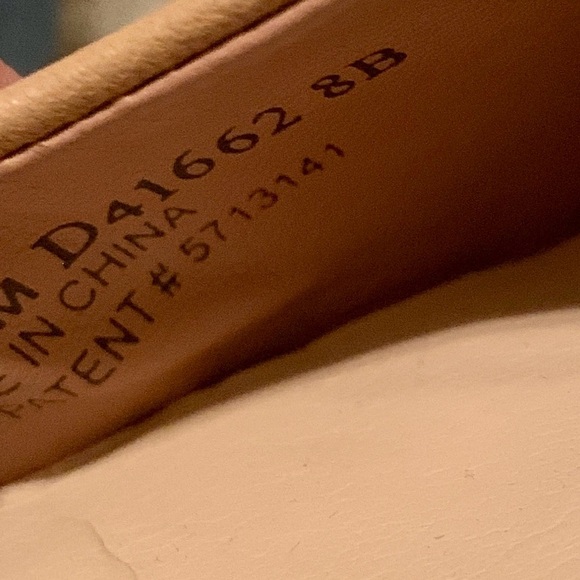 M D41662 8B
E IN CHINA
PATENT # 5713141